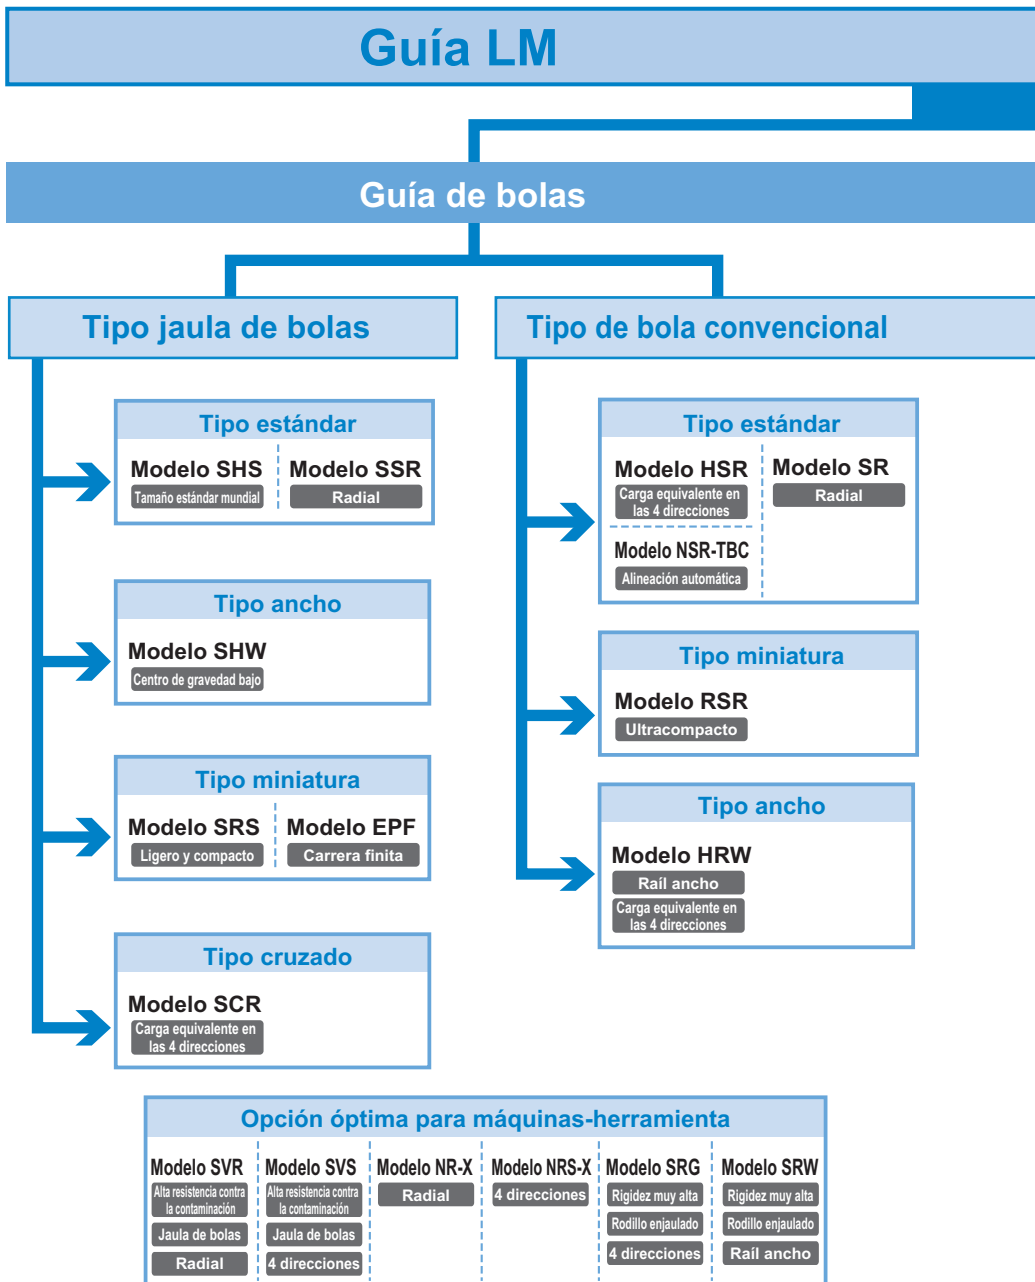 Guía LM
Guía de bolas
Tipo jaula de bolas
Tipo estándar
Modelo SHS
Tamaño estándar mundial
Modelo SSR
Radial
Tipo ancho
Modelo SHW
Centro de gravedad bajo
Tipo miniatura
Modelo SRS
Ligero y compacto
Modelo EPF
Carrera finita
Tipo cruzado
Modelo SCR
Carga equivalente en
las 4 direcciones
Tipo de bola convencional
Tipo estándar
Modelo HSR
Carga equivalente en
las 4 direcciones
Modelo NSR-TBC
Alineación automática
Modelo SR
Radial
Tipo miniatura
Modelo RSR
Ultracompacto
Tipo ancho
Modelo HRW
Raíl ancho
Carga equivalente en
las 4 direcciones
Opción óptima para máquinas-herramienta
Modelo SVR
Alta resistencia contra
la contaminación
Jaula de bolas
Radial
Modelo SVS
Alta resistencia contra
la contaminación
Jaula de bolas
4 direcciones
Modelo NR-X
Radial
Modelo NRS-X
4 direcciones
Modelo SRG
Rigidez muy alta
Rodillo enjaulado
4 direcciones
Modelo SRW
Rigidez muy alta
Rodillo enjaulado
Raíl ancho